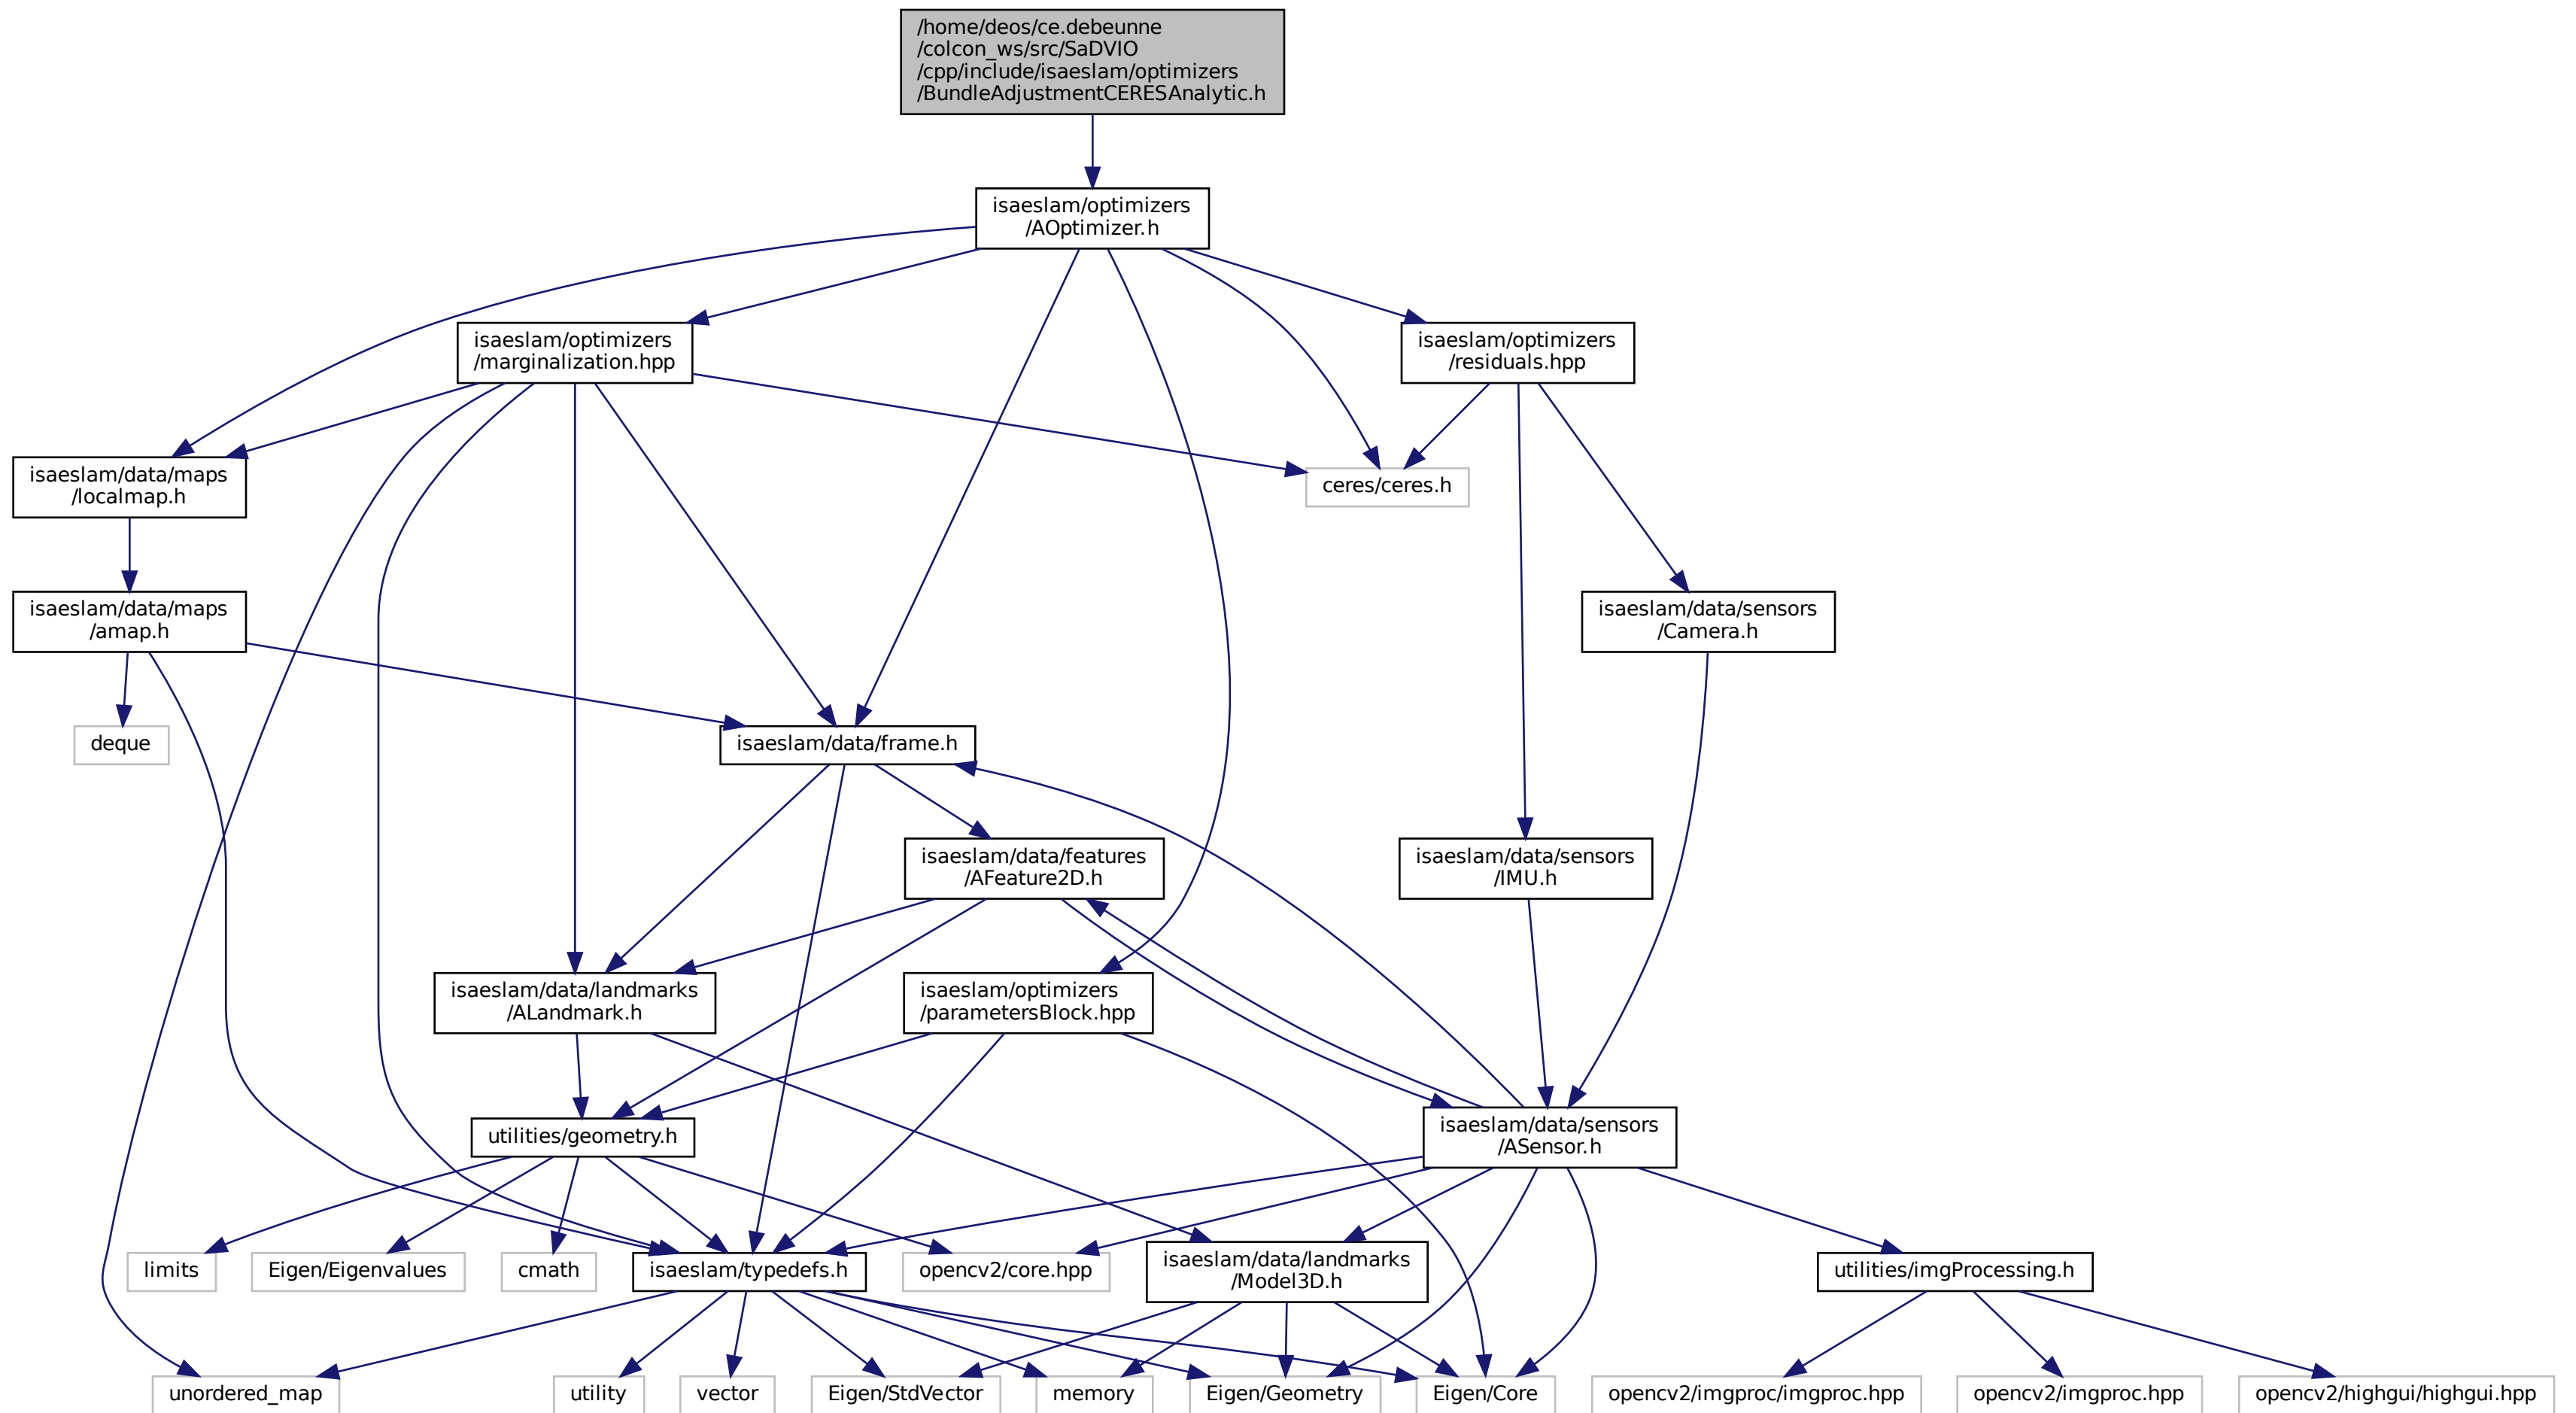 /home/deos/ce.debeunne
/colcon_ws/src/SaDVIO
/cpp/include/isaeslam/optimizers
/BundleAdjustmentCERESAnalytic.h
isaeslam/optimizers
/AOptimizer.h
isaeslam/optimizers
/marginalization.hpp
isaeslam/optimizers
/residuals.hpp
isaeslam/data/maps
/localmap.h
ceres/ceres.h
isaeslam/data/maps
/amap.h
isaeslam/data/sensors
/Camera.h
deque
isaeslam/data/frame.h
isaeslam/data/features
/AFeature2D.h
isaeslam/data/sensors
/IMU.h
isaeslam/data/landmarks
/ALandmark.h
isaeslam/optimizers
/parametersBlock.hpp
utilities/geometry.h
isaeslam/data/sensors
/ASensor.h
limits
Eigen/Eigenvalues
cmath
isaeslam/typedefs.h
opencv2/core.hpp
isaeslam/data/landmarks
/Model3D.h
utilities/imgProcessing.h
unordered_map
utility
vector
Eigen/StdVector
memory
Eigen/Geometry
Eigen/Core
opencv2/imgproc/imgproc.hpp
opencv2/imgproc.hpp
opencv2/highgui/highgui.hpp